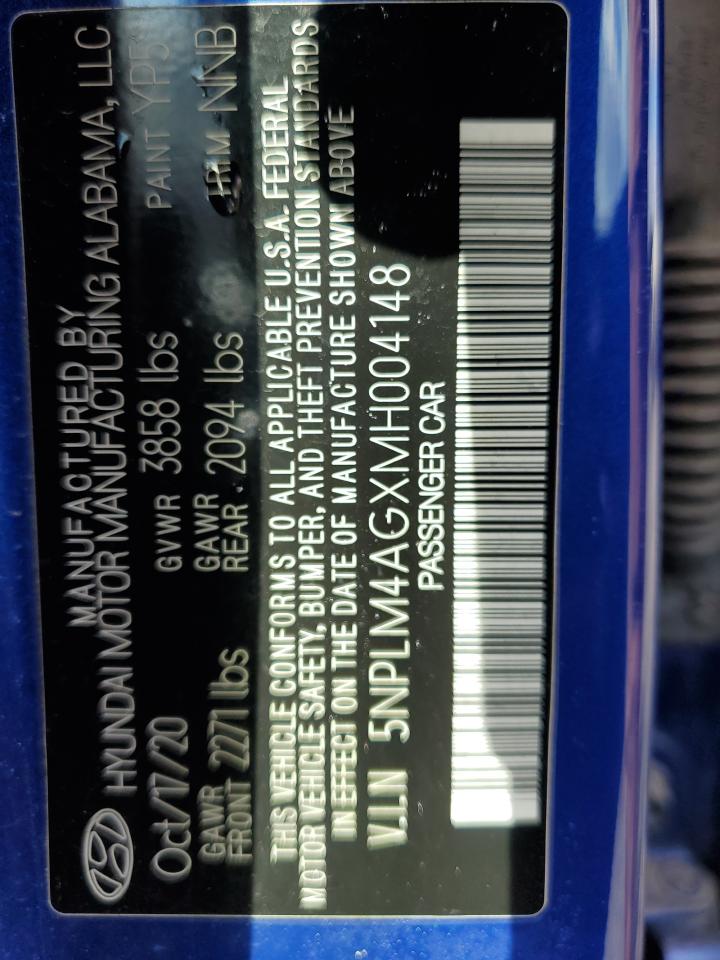 MANUFACTURED BY
HYUNDAI MOTOR MANUFACTURING ALABAMA, LLC
Oct/17/20 GVWR 3858 lbs PAINT YP5
GAWR FRONT 2271 lbs GAWR REAR 2094 lbs TRIM NNB
THIS VEHICLE CONFORMS TO ALL APPLICABLE U.S.A. FEDERAL
MOTOR VEHICLE SAFETY, BUMPER, AND THEFT PREVENTION STANDARDS
IN EFFECT ON THE DATE OF MANUFACTURE SHOWN ABOVE
V.I.N 5NPLM4AGXMH004148
PASSENGER CAR